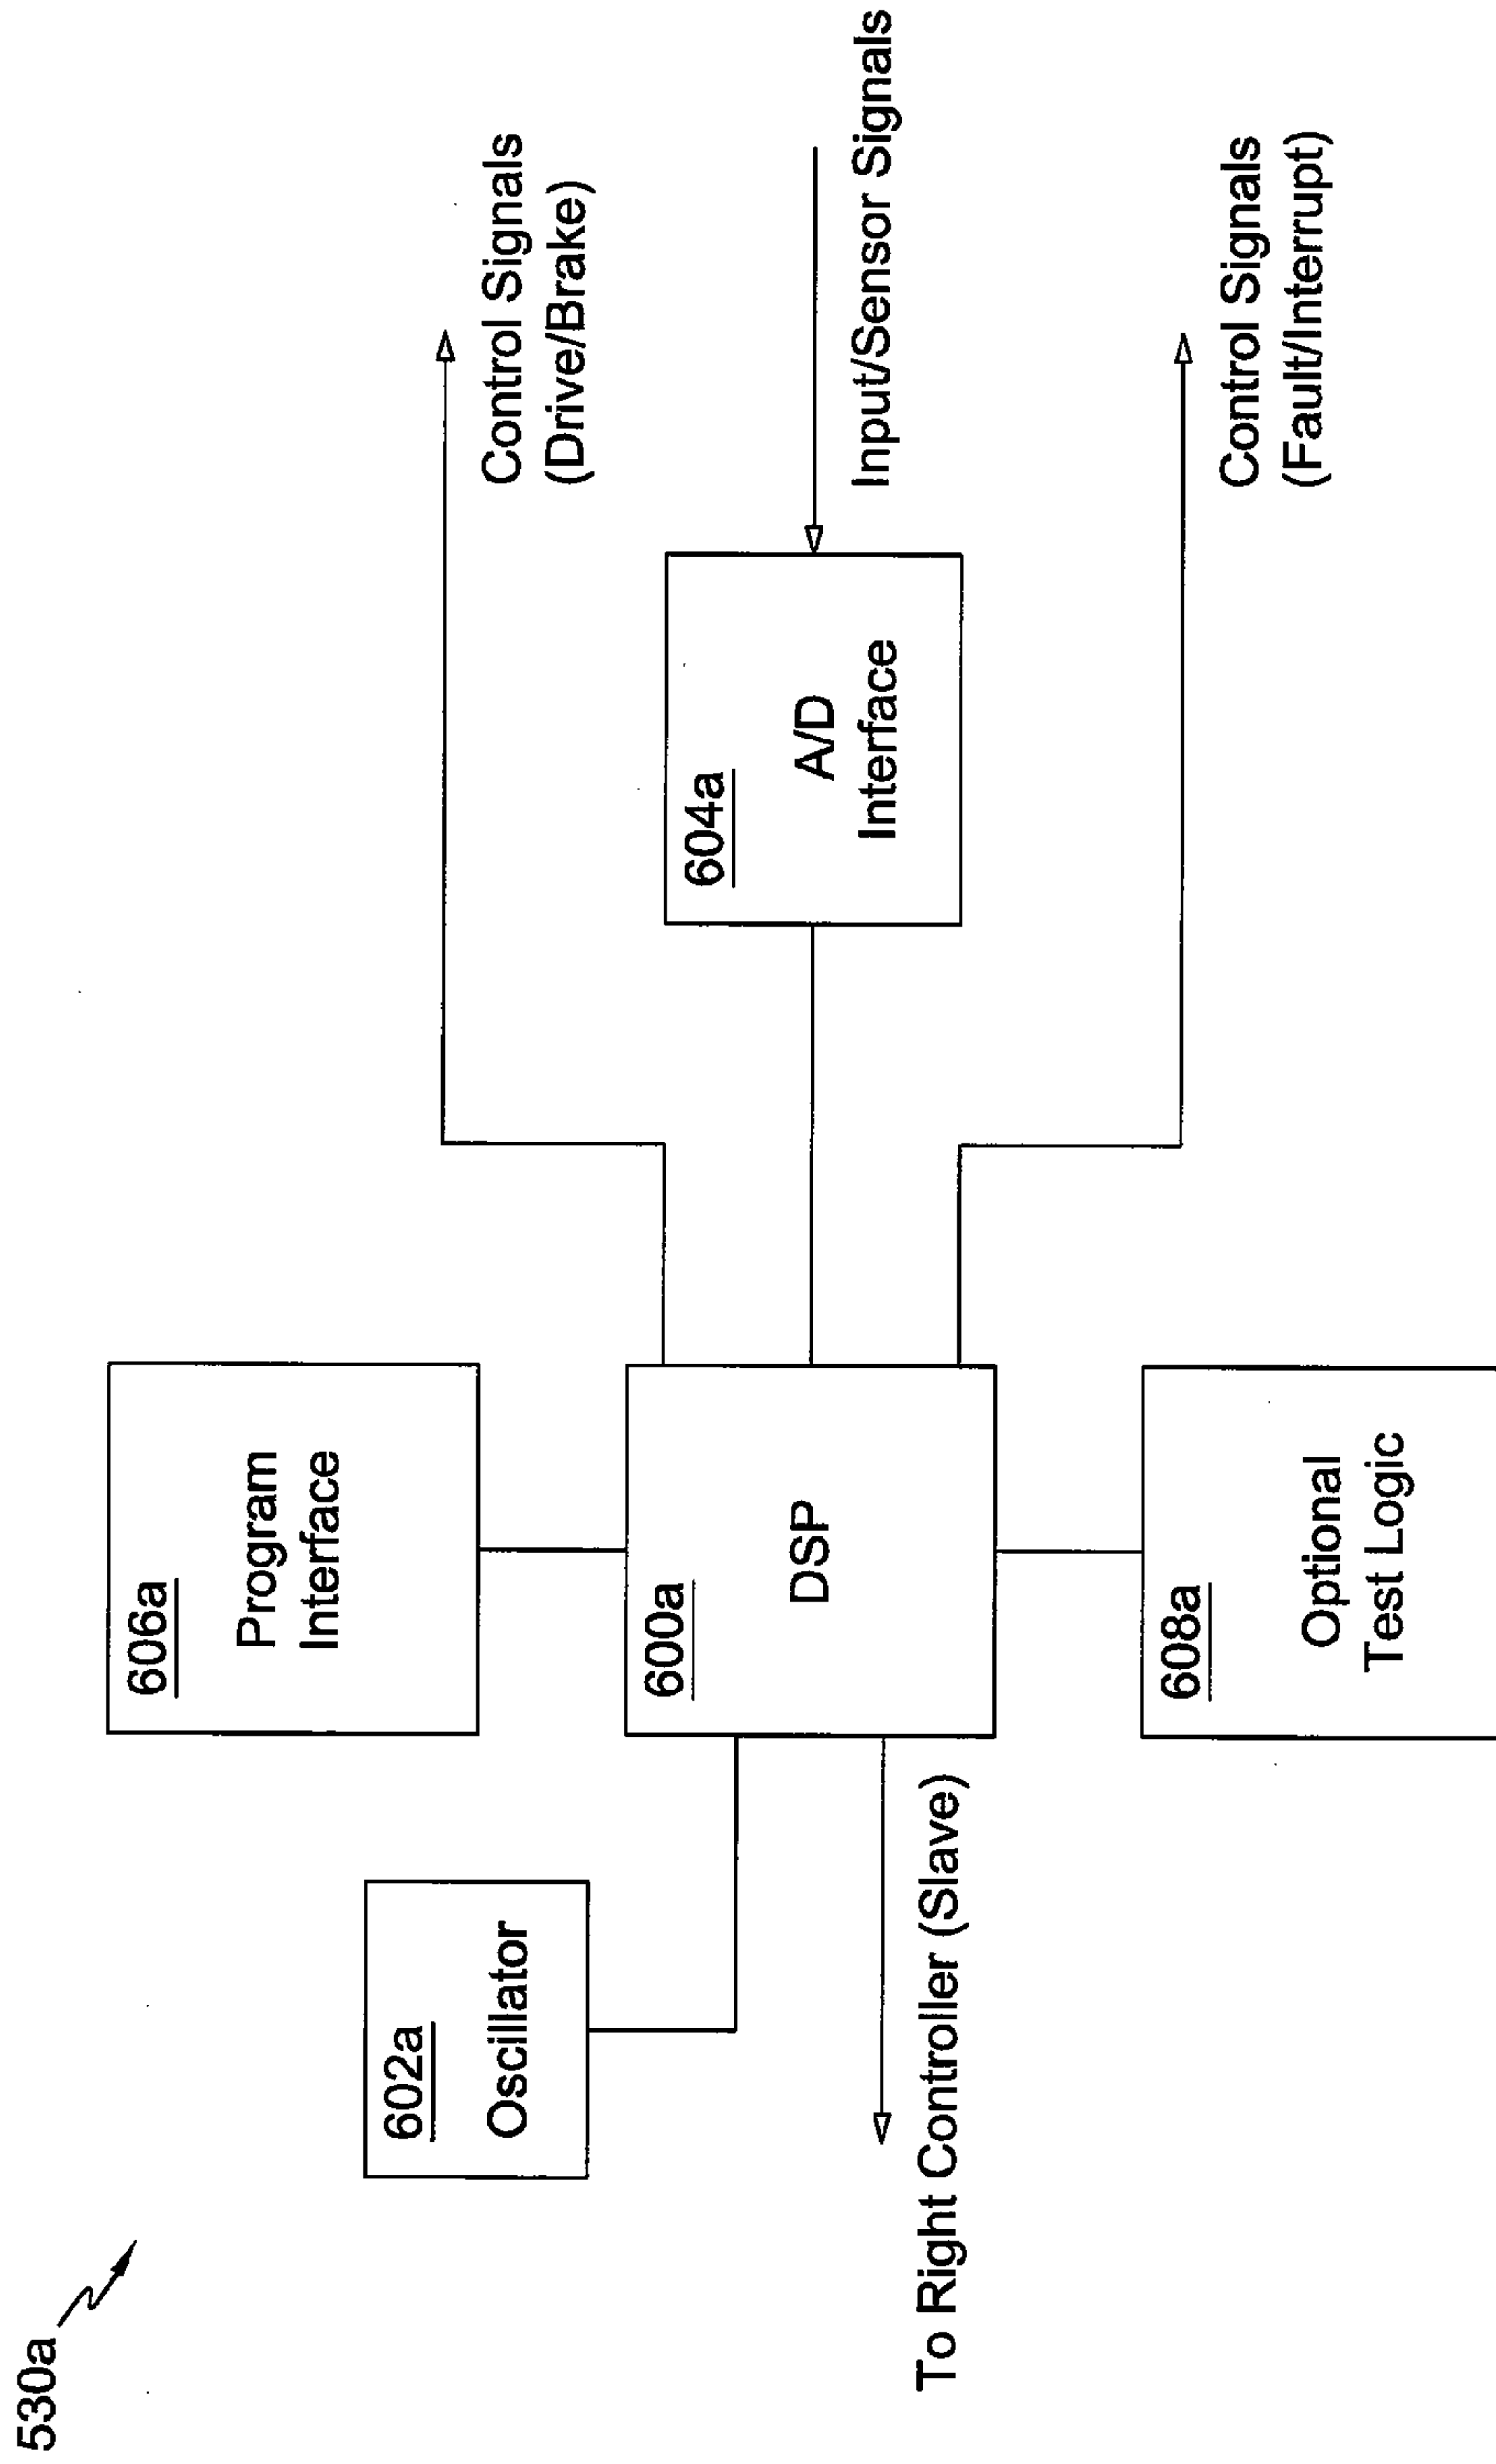 530a
606a
Program
Interface
Control Signals
(Drive/Brake)
602a
Oscillator
600a
DSP
604a
A/D
Interface
Input/Sensor Signals
To Right Controller (Slave)
608a
Optional
Test Logic
Control Signals
(Fault/Interrupt)